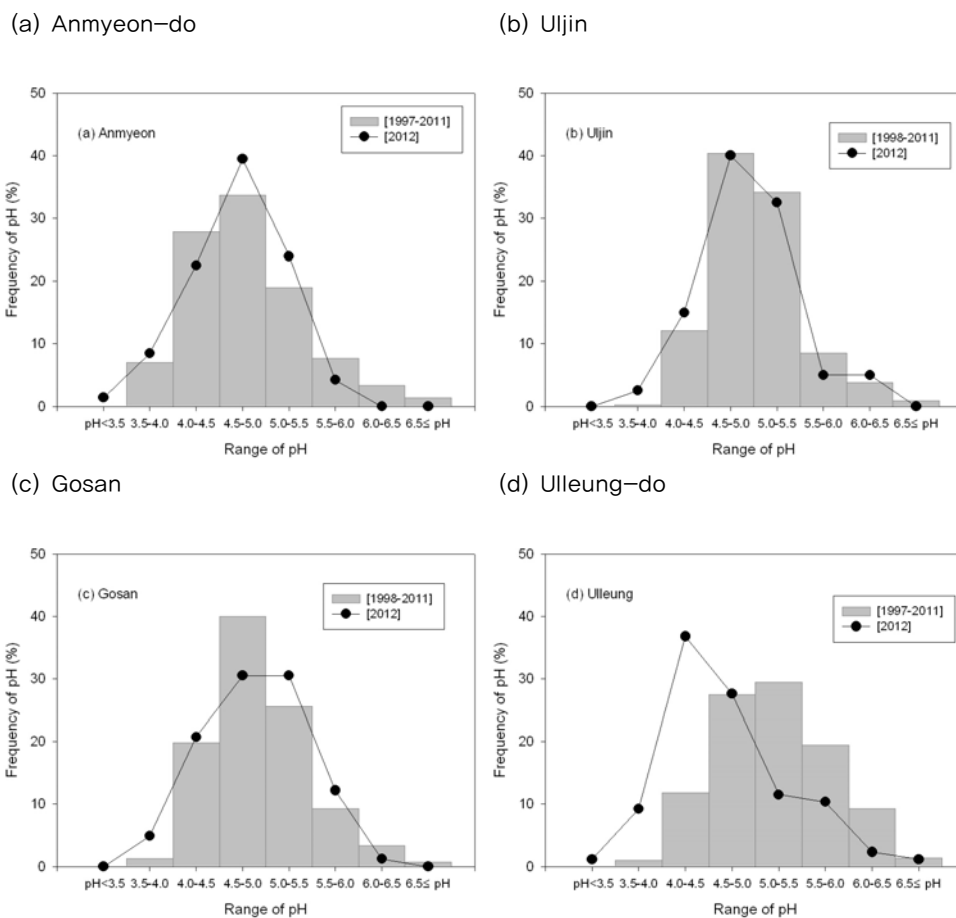 (a) Anmyeon-do
(b) Uljin
50
40
30
20
10
0
Frequency of pH (%)
(a) Anmyeon
[1997-2011]
[2012]
pH<3.5 3.5-4.0 4.0-4.5 4.5-5.0 5.0-5.5 5.5-6.0 6.0-6.5 6.5≤ pH
Range of pH
50
40
30
20
10
0
Frequency of pH (%)
(b) Uljin
[1998-2011]
[2012]
pH<3.5 3.5-4.0 4.0-4.5 4.5-5.0 5.0-5.5 5.5-6.0 6.0-6.5 6.5≤ pH
Range of pH
(c) Gosan
(d) Ulleung-do
50
40
30
20
10
0
Frequency of pH (%)
(c) Gosan
[1998-2011]
[2012]
pH<3.5 3.5-4.0 4.0-4.5 4.5-5.0 5.0-5.5 5.5-6.0 6.0-6.5 6.5≤ pH
Range of pH
50
40
30
20
10
0
Frequency of pH (%)
(d) Ulleung
[1997-2011]
[2012]
pH<3.5 3.5-4.0 4.0-4.5 4.5-5.0 5.0-5.5 5.5-6.0 6.0-6.5 6.5≤ pH
Range of pH